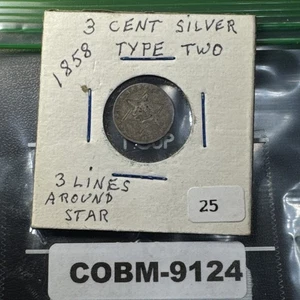 3 CENT SILVER
1858 TYPE TWO
3 LINES
AROUND
STAR
25
COBM-9124